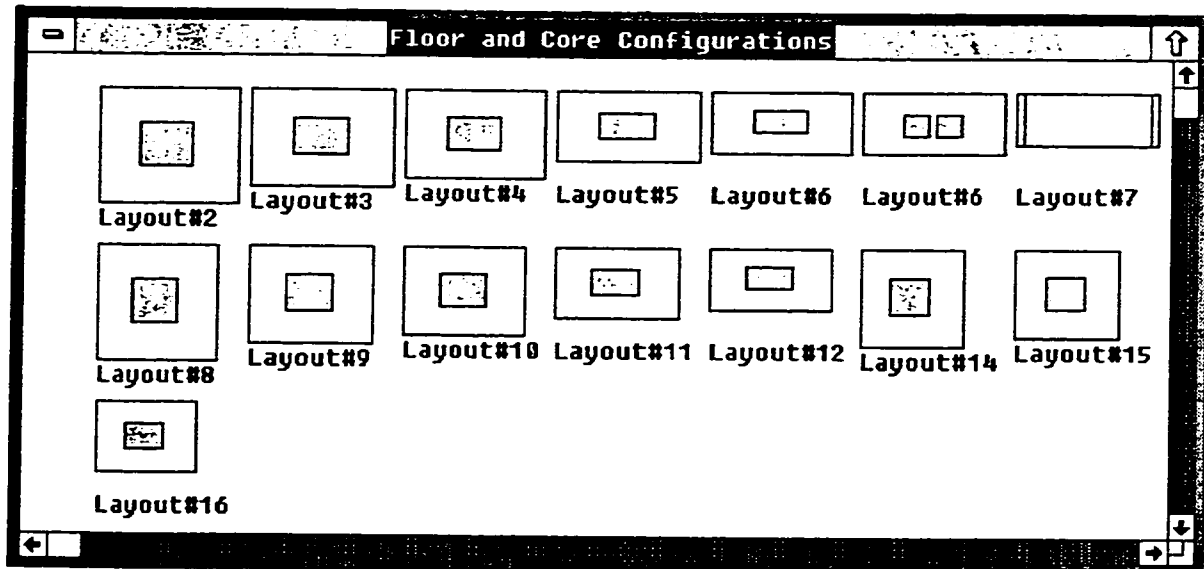 Floor and Core Configurations
Layout#2 Layout#3 Layout#4 Layout#5 Layout#6 Layout#6 Layout#7
Layout#8 Layout#9 Layout#10 Layout#11 Layout#12 Layout#14 Layout#15
Layout#16